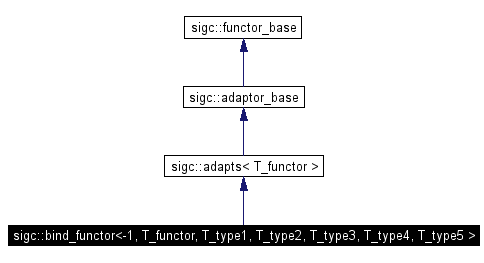 sigc::functor_base
sigc::adaptor_base
sigc::adapts< T_functor >
sigc::bind_functor<-1, T_functor, T_type1, T_type2, T_type3, T_type4, T_type5 >